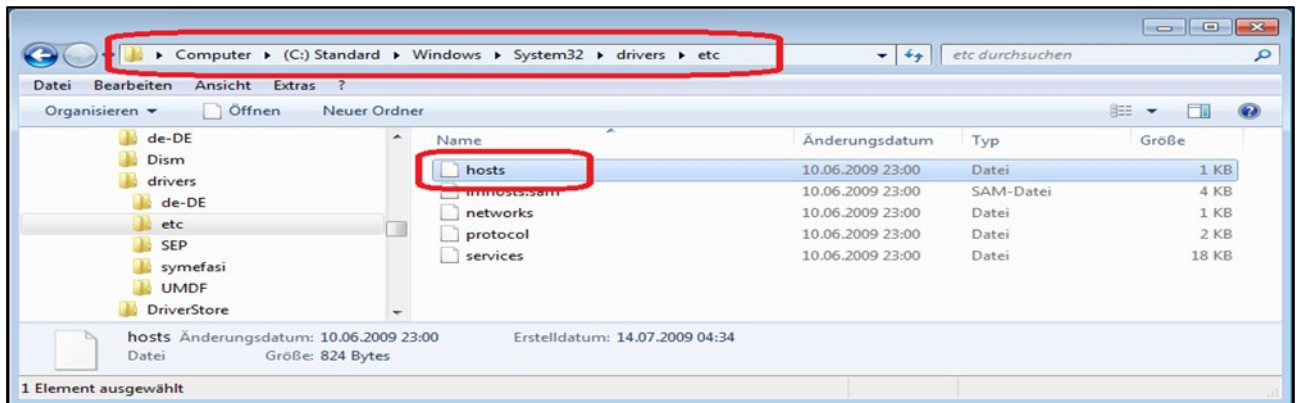 Computer ▸ (C:) Standard ▸ Windows ▸ System32 ▸ drivers ▸ etc
etc durchsuchen
Datei Bearbeiten Ansicht Extras ?
Organisieren Öffnen Neuer Ordner
de-DE
Dism
drivers
de-DE
etc
SEP
symefasi
UMDF
DriverStore
Name Änderungsdatum Typ Größe
hosts 10.06.2009 23:00 Datei 1 KB
lmhosts.sam 10.06.2009 23:00 SAM-Datei 4 KB
networks 10.06.2009 23:00 Datei 1 KB
protocol 10.06.2009 23:00 Datei 2 KB
services 10.06.2009 23:00 Datei 18 KB
hosts Änderungsdatum: 10.06.2009 23:00 Erstelldatum: 14.07.2009 04:34
Datei Größe: 824 Bytes
1 Element ausgewählt